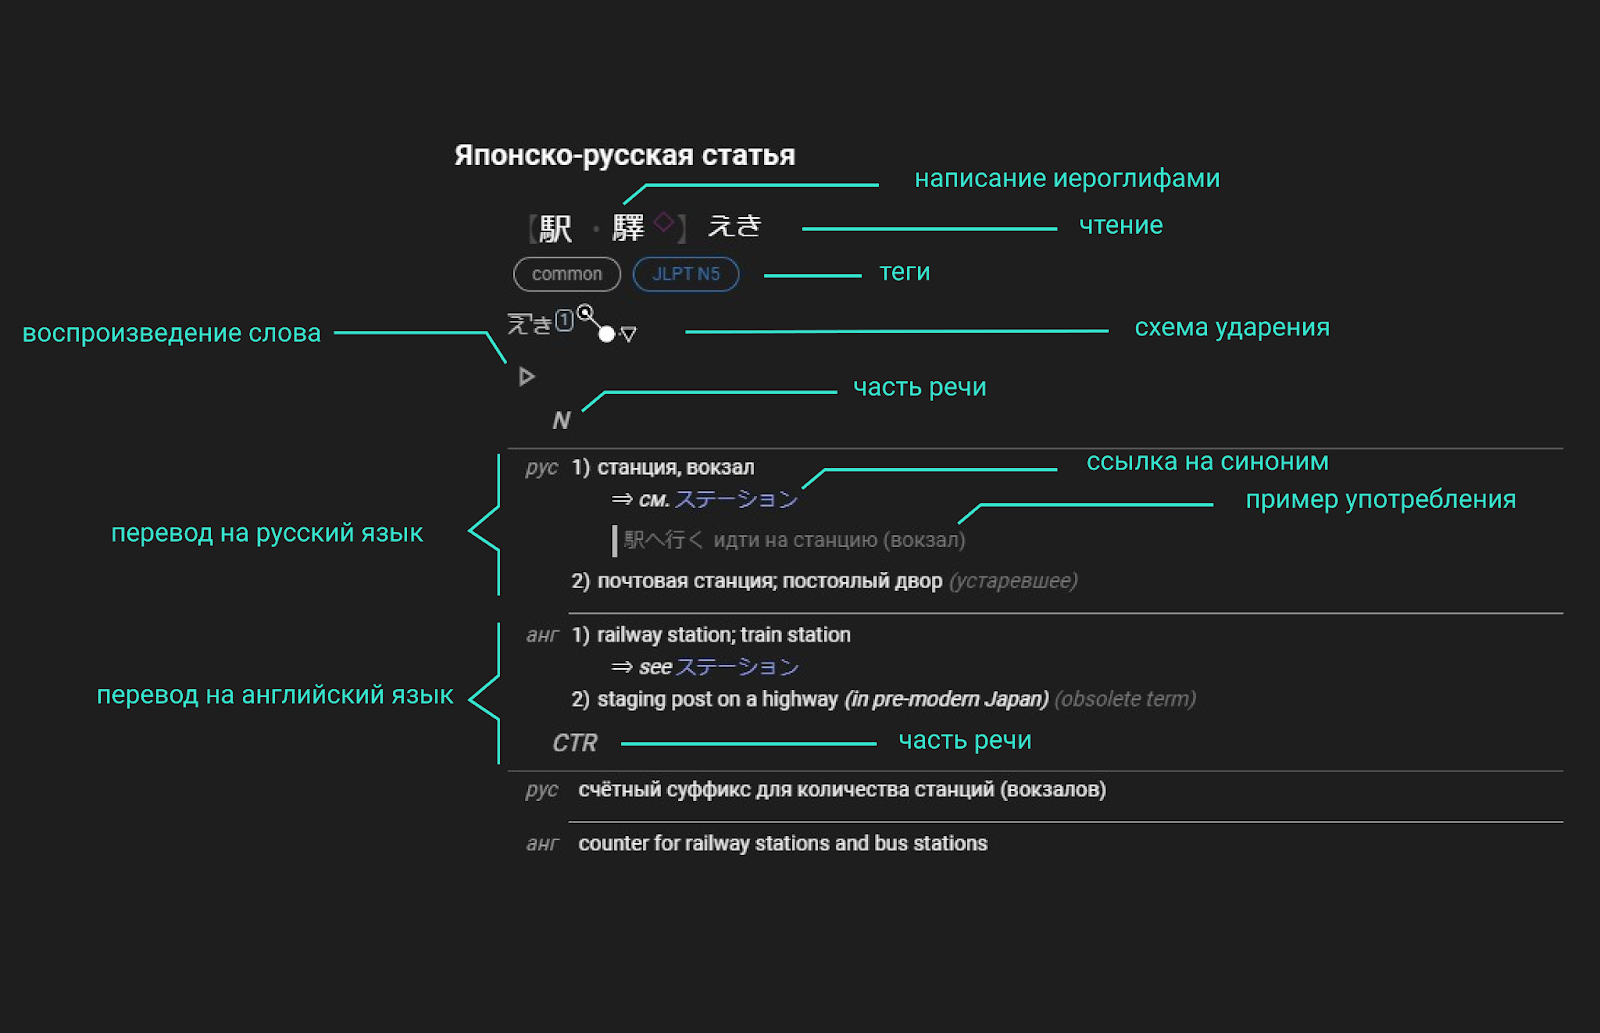 Японско-русская статья
написание иероглифами
【駅・驛◇】えき
чтение
common
JLPT N5
теги
えき1
схема ударения
воспроизведение слова
часть речи
N
рус 1) станция, вокзал
ссылка на синоним
⇒ см. ステーション
пример употребления
駅へ行く идти на станцию (вокзал)
перевод на русский язык
2) почтовая станция; постоялый двор (устаревшее)
анг 1) railway station; train station
⇒ see ステーション
перевод на английский язык
2) staging post on a highway (in pre-modern Japan) (obsolete term)
CTR
часть речи
рус счётный суффикс для количества станций (вокзалов)
анг counter for railway stations and bus stations